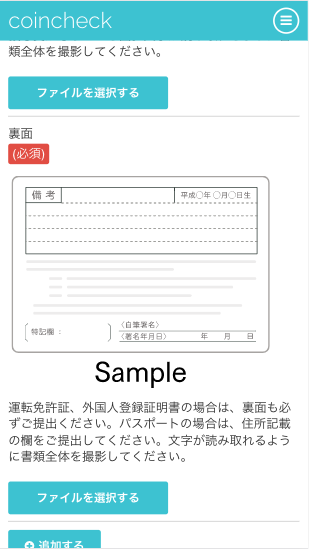 coincheck
類全体を撮影してください。
ファイルを選択する
裏面
(必須)
備 考
平成○年 ○月○日生
特記欄 :
〈自筆署名〉
〈署名年月日〉 年 月 日
Sample
運転免許証、外国人登録証明書の場合は、裏面も必
ずご提出ください。パスポートの場合は、住所記載
の欄をご提出してください。文字が読み取れるよう
に書類全体を撮影してください。
ファイルを選択する
追加する